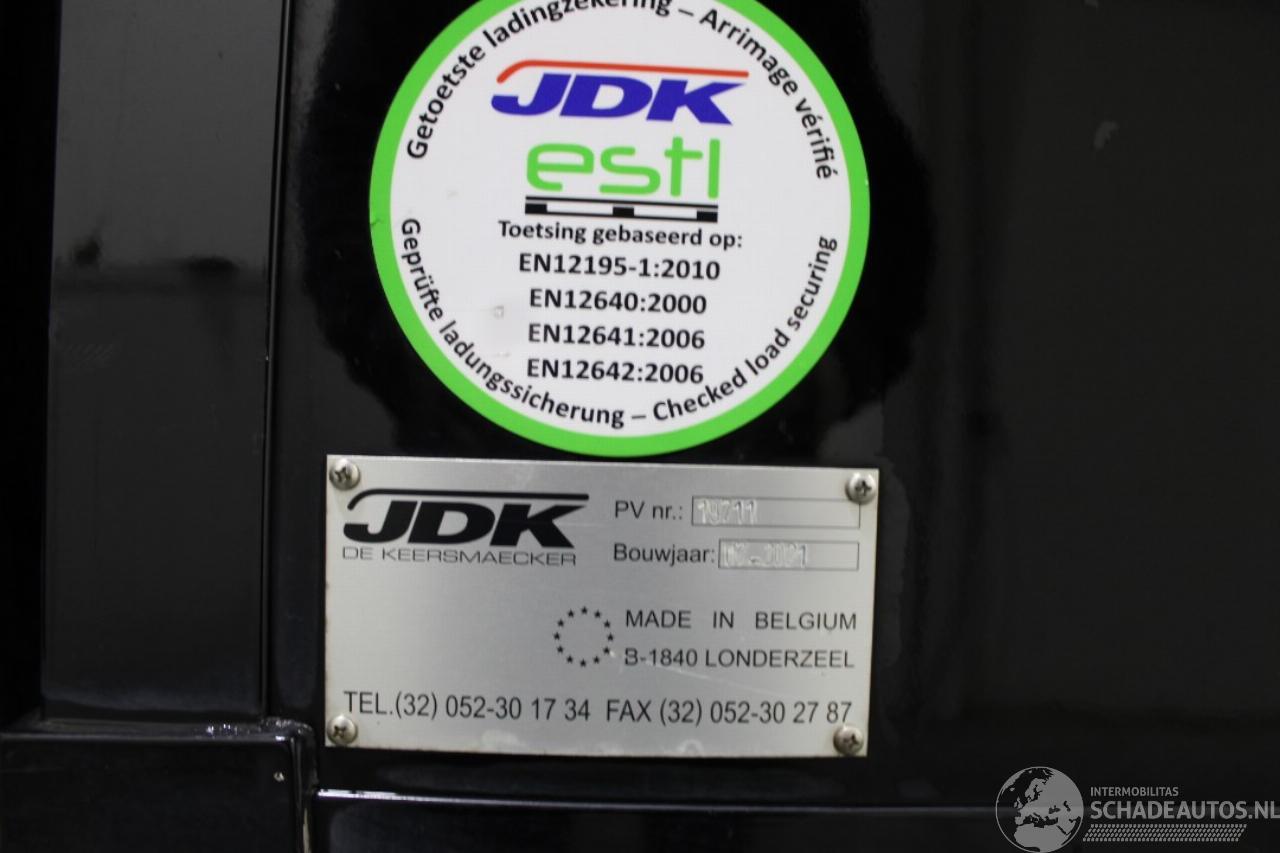 Getoetste ladingzekering – Arrimage vérifié
JDK
estl
Toetsing gebaseerd op:
EN12195-1:2010
EN12640:2000
EN12641:2006
EN12642:2006
Geprüfte ladungssicherung – Checked load securing
JDK
DE KEERSMAECKER
PV nr.: 19711
Bouwjaar:
MADE IN BELGIUM
B-1840 LONDERZEEL
TEL.(32) 052-30 17 34 FAX (32) 052-30 27 87
INTERMOBILITAS
SCHADEAUTOS.NL